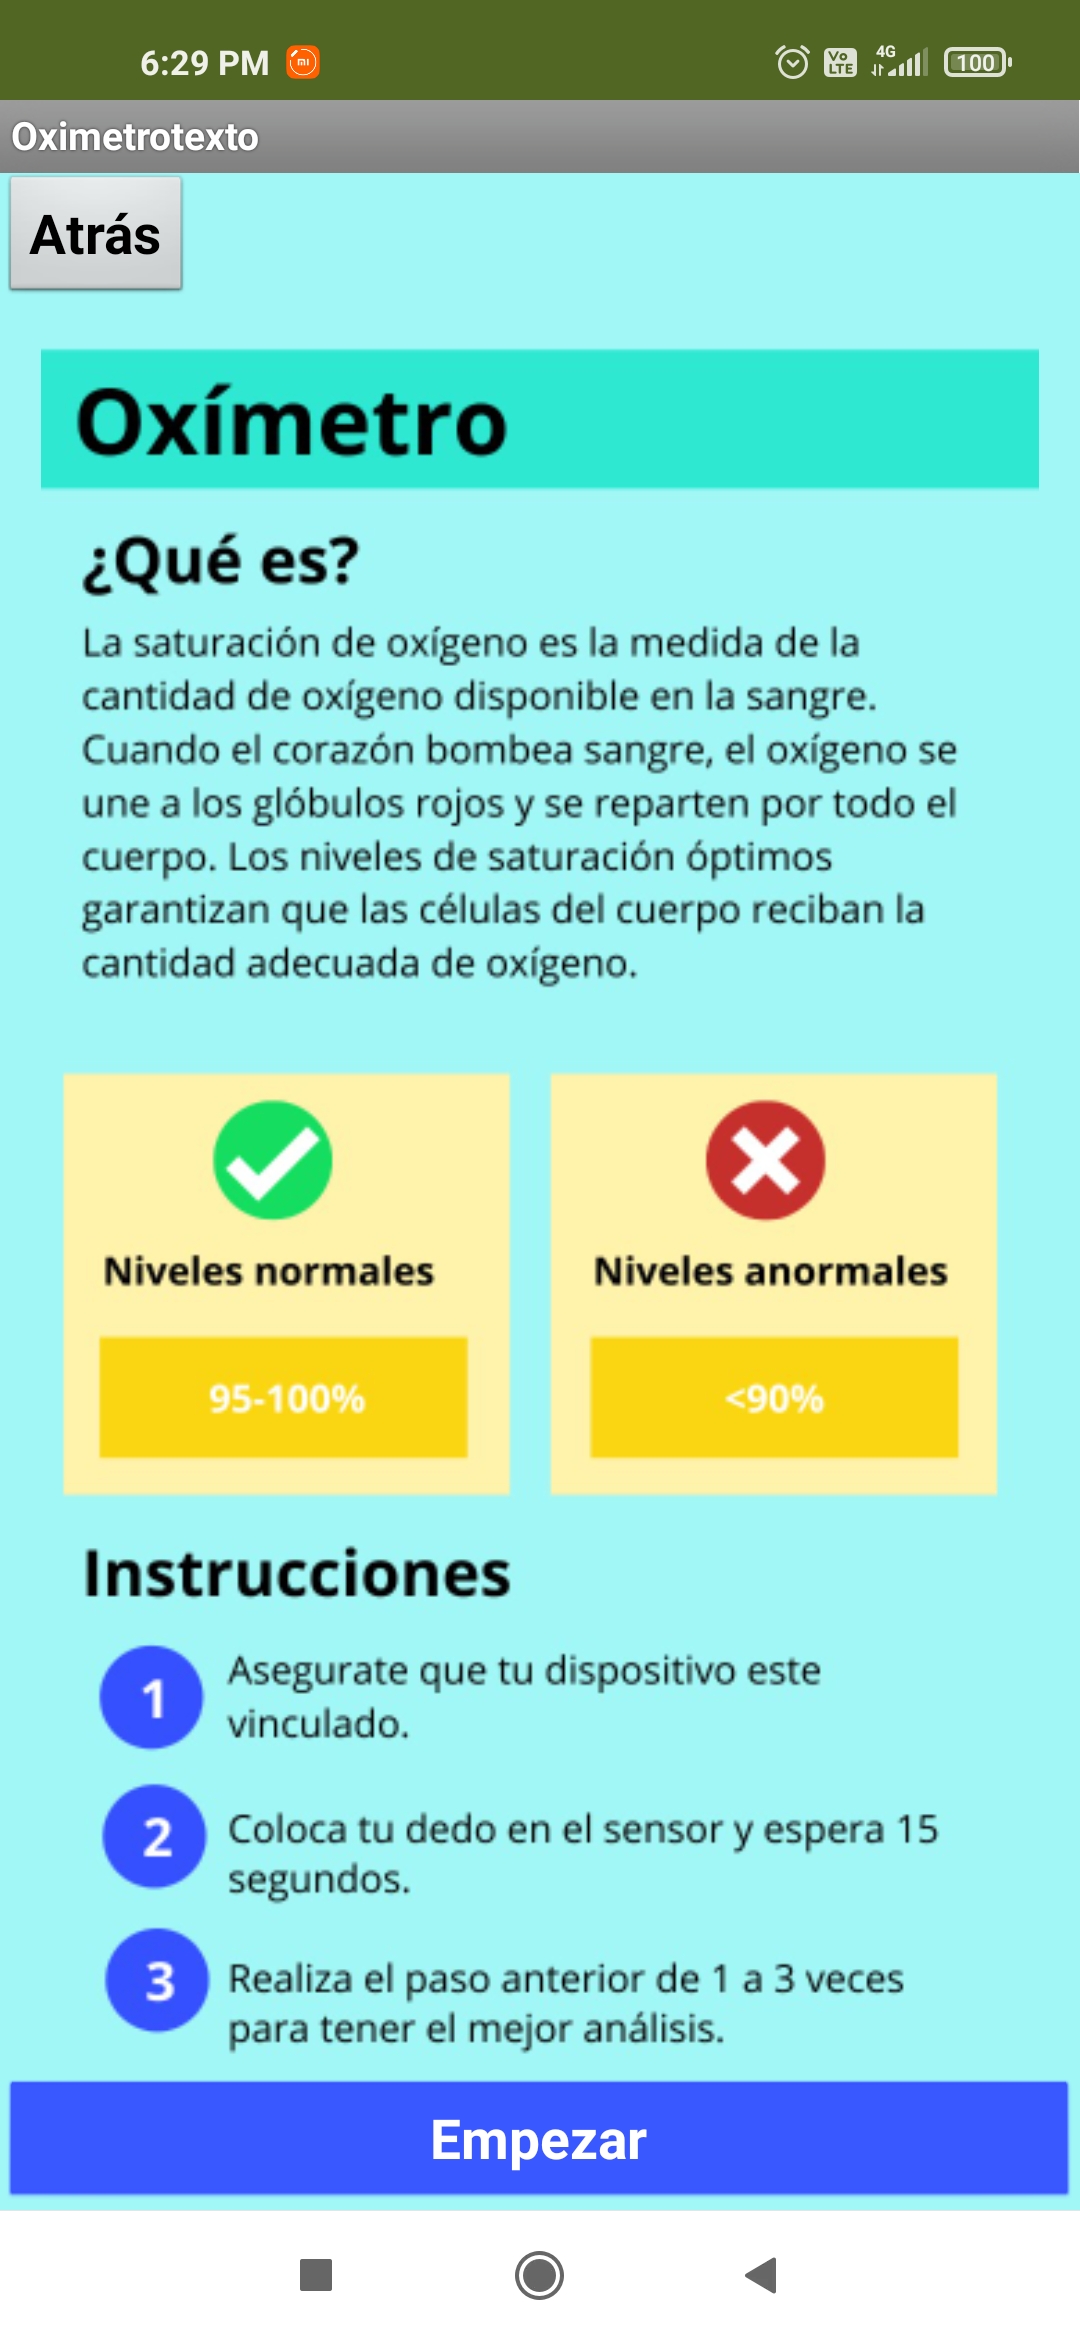 6:29 PM
Vo LTE 4G 100
Oximetrotexto
Atrás
Oxímetro
¿Qué es?
La saturación de oxígeno es la medida de la
cantidad de oxígeno disponible en la sangre.
Cuando el corazón bombea sangre, el oxígeno se
une a los glóbulos rojos y se reparten por todo el
cuerpo. Los niveles de saturación óptimos
garantizan que las células del cuerpo reciban la
cantidad adecuada de oxígeno.
Niveles normales
95-100%
Niveles anormales
<90%
Instrucciones
1 Asegurate que tu dispositivo este
vinculado.
2 Coloca tu dedo en el sensor y espera 15
segundos.
3 Realiza el paso anterior de 1 a 3 veces
para tener el mejor análisis.
Empezar